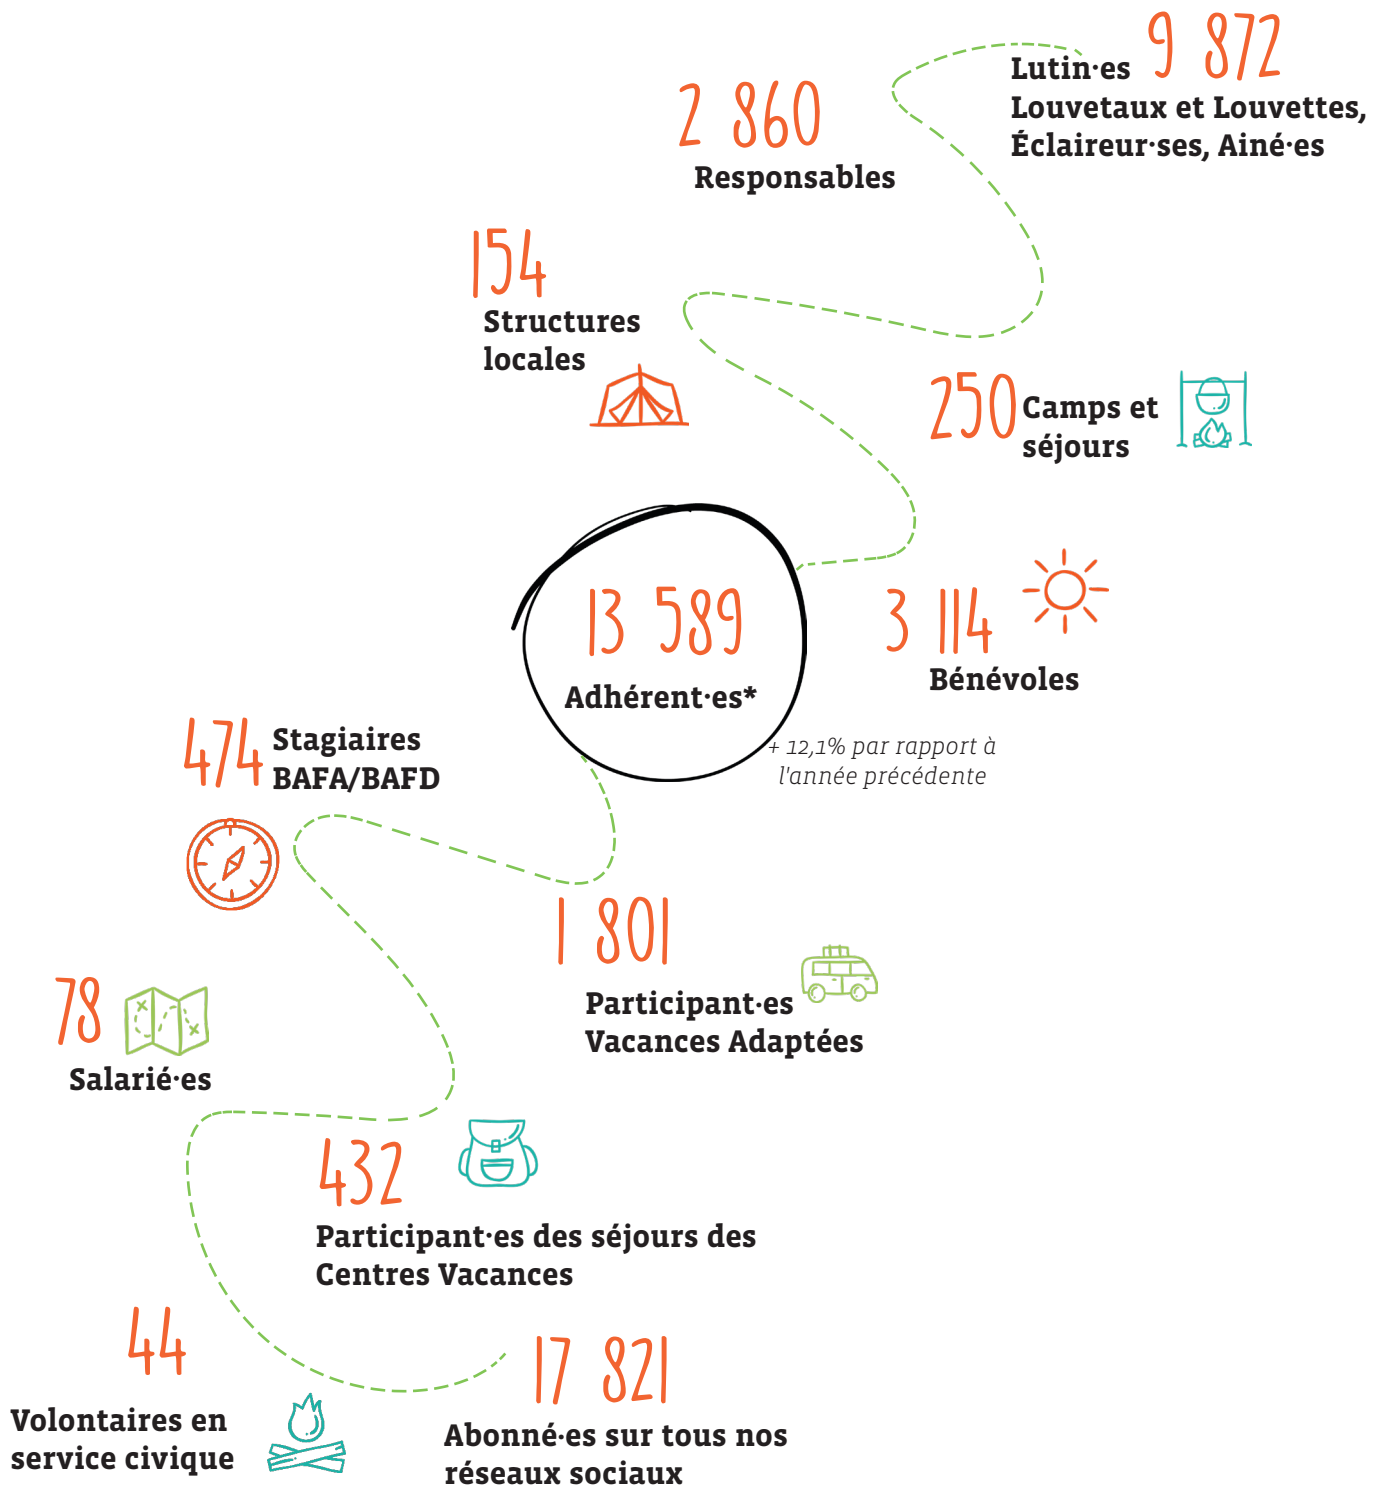 9 872
Lutin·es
Louvetaux et Louvettes,
Éclaireur·ses, Ainé·es
2 860
Responsables
154
Structures
locales
250
Camps et
séjours
13 589
Adhérent·es*
+ 12,1% par rapport à
l'année précédente
3 114
Bénévoles
474
Stagiaires
BAFA/BAFD
1 801
Participant·es
Vacances Adaptées
78
Salarié·es
432
Participant·es des séjours des
Centres Vacances
44
Volontaires en
service civique
17 821
Abonné·es sur tous nos
réseaux sociaux